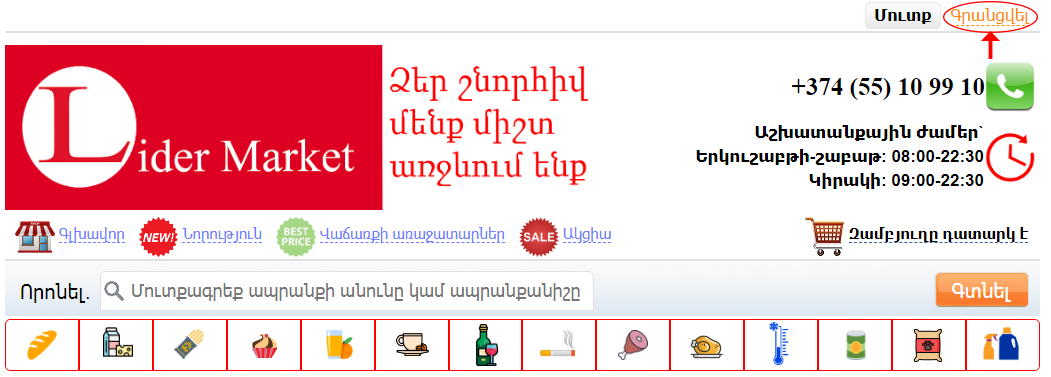 Մուտք Գրանցվել
Lider Market
Ձեր շնորհիվ
մենք միշտ
առջևում ենք
+374 (55) 10 99 10
Աշխատանքային ժամեր՝
Երկուշաբթի-շաբաթ: 08:00-22:30
Կիրակի: 09:00-22:30
Գլխավոր NEW! Նորություն BEST PRICE Վաճառքի առաջատարներ SALE Ակցիա Զամբյուղը դատարկ է
Որոնել. Մուտքագրեք ապրանքի անունը կամ ապրանքանիշը Գտնել